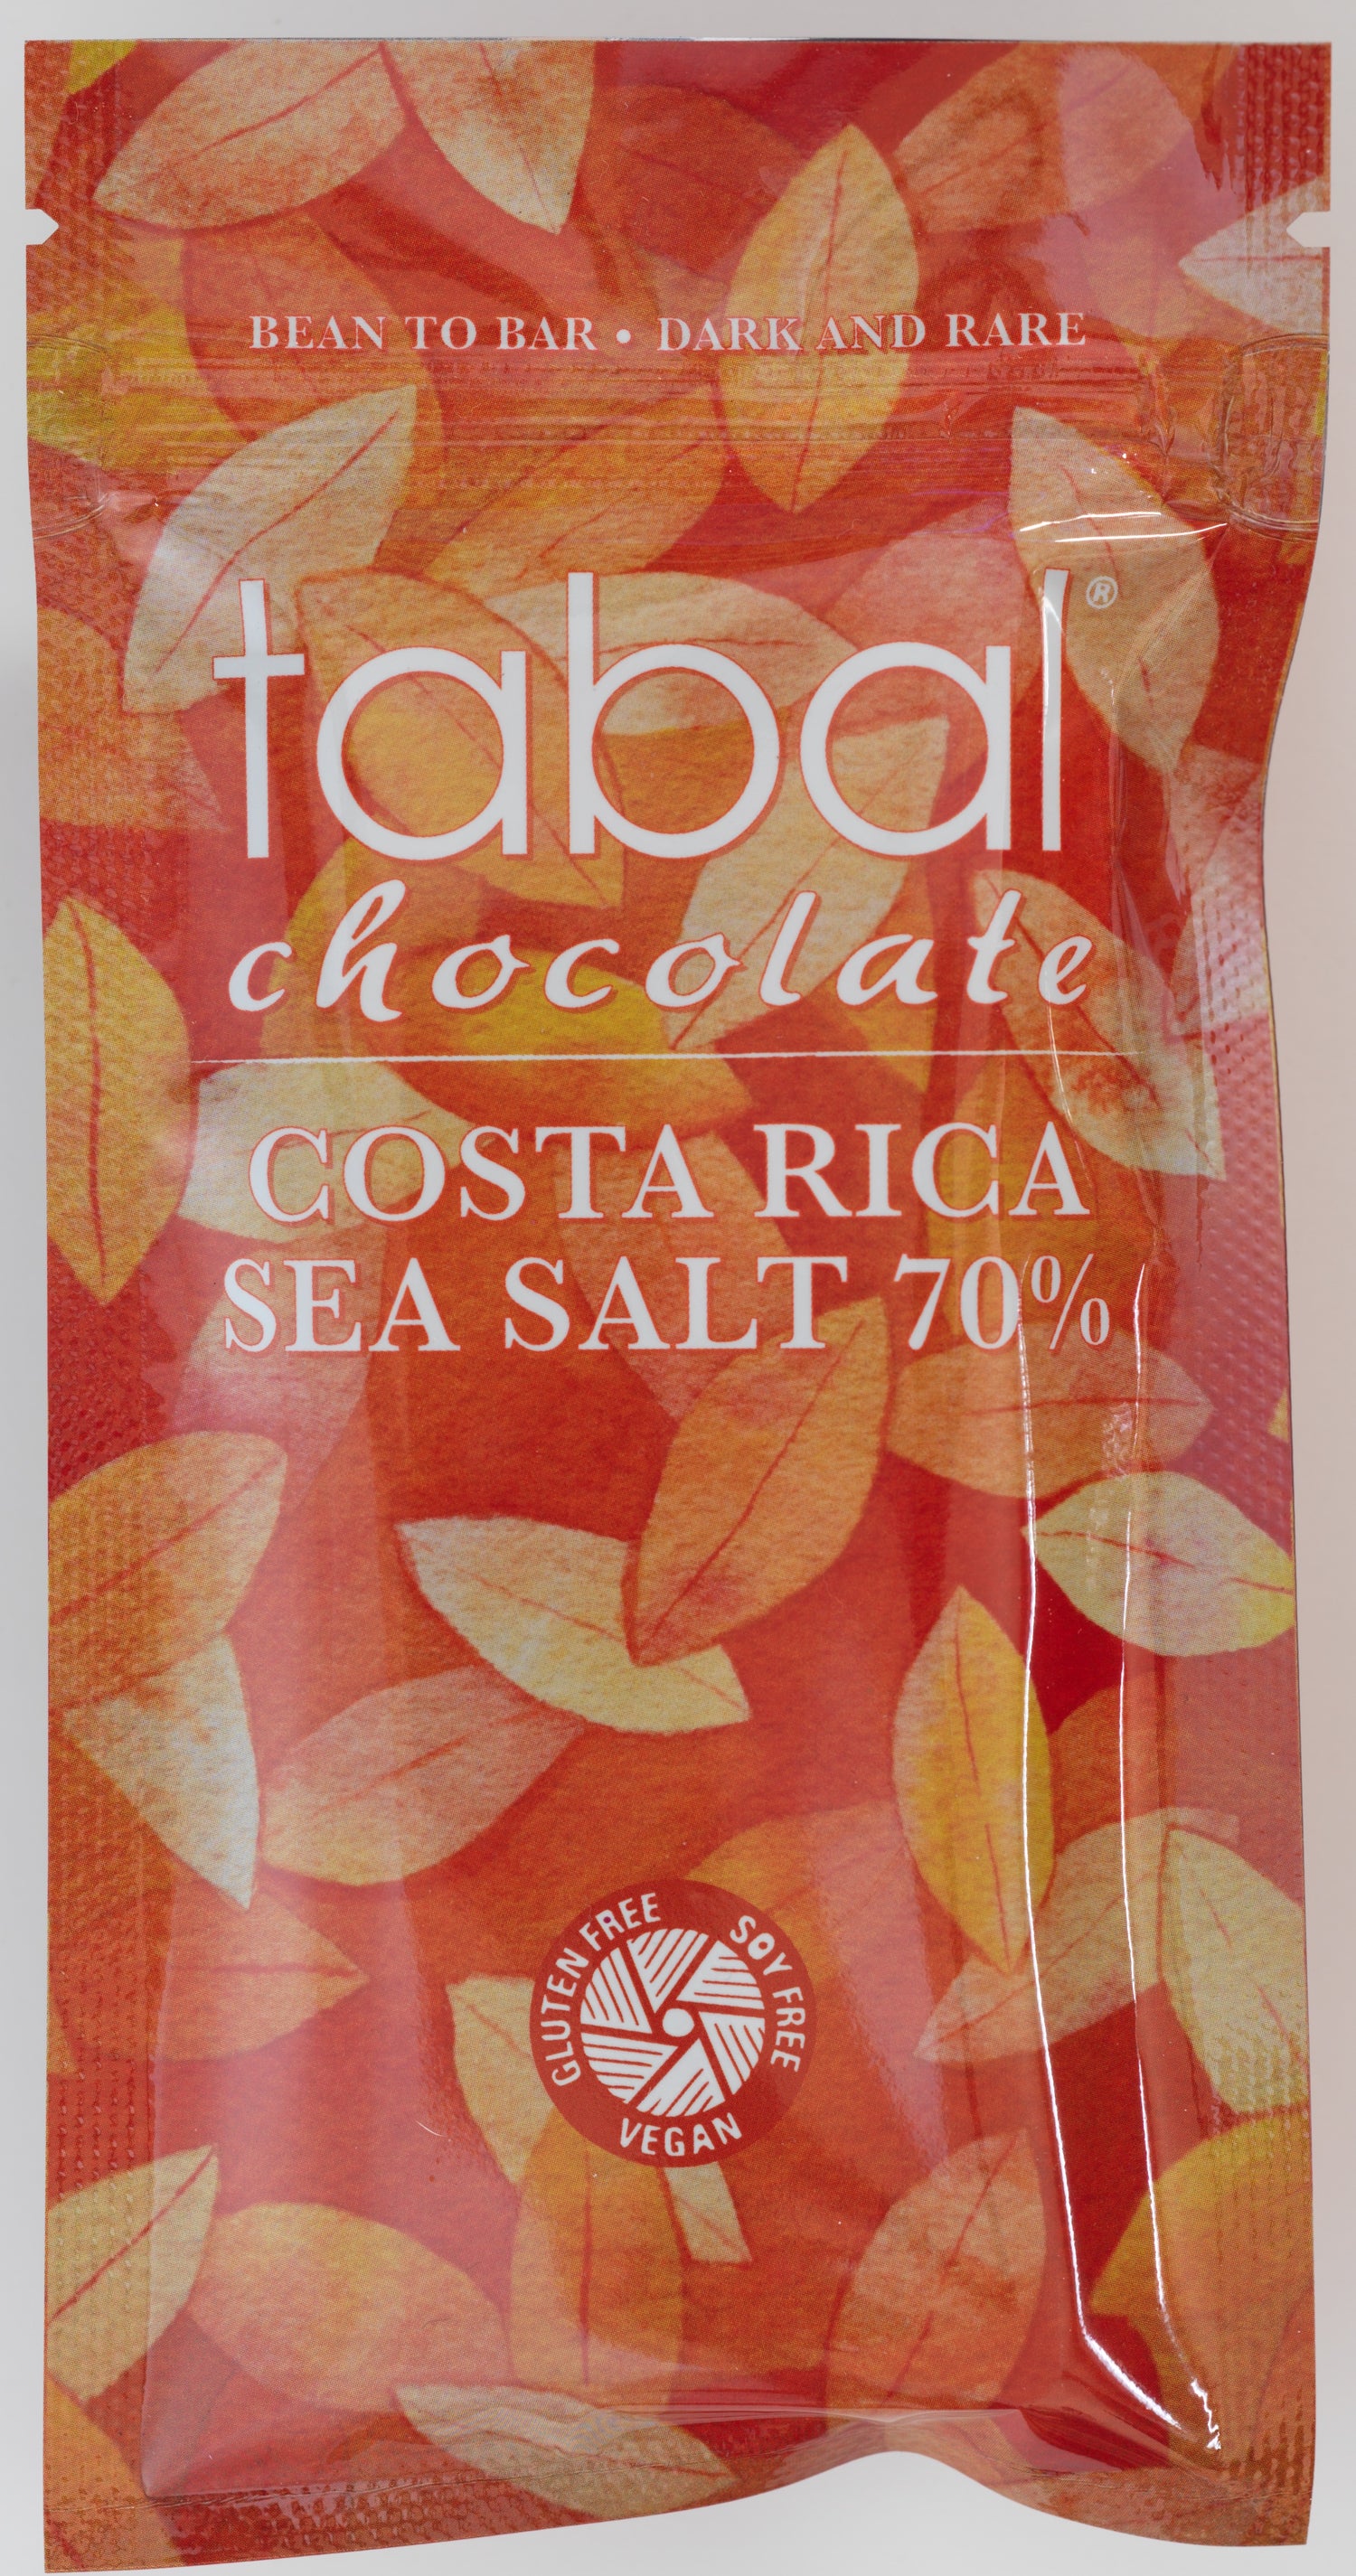 BEAN TO BAR • DARK AND RARE
tabal®
chocolate
COSTA RICA
SEA SALT 70%
GLUTEN FREE
SOY FREE
VEGAN